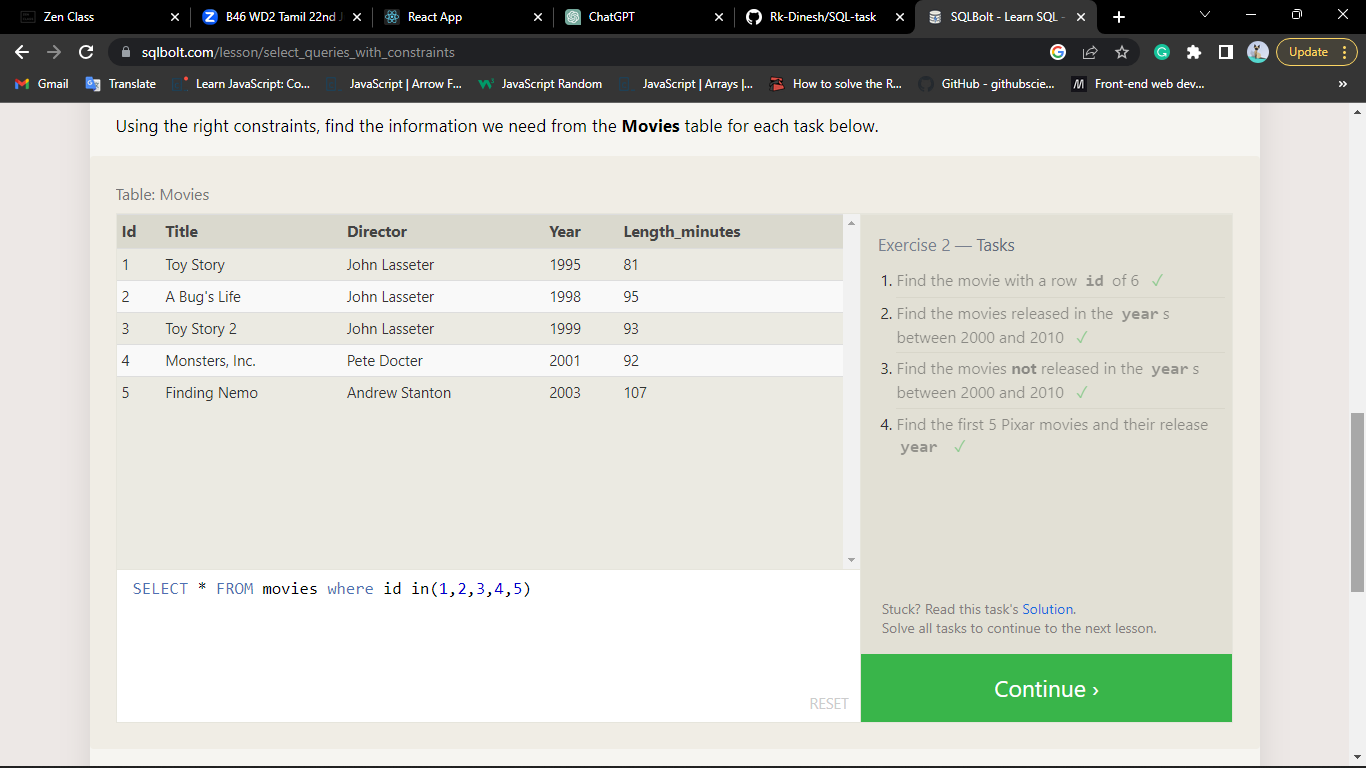 Zen Class
B46 WD2 Tamil 22nd J
React App
ChatGPT
Rk-Dinesh/SQL-task
SQLBolt - Learn SQL -
sqlbolt.com/lesson/select_queries_with_constraints
Update
Gmail
Translate
Learn JavaScript: Co...
JavaScript | Arrow F...
JavaScript Random
JavaScript | Arrays |...
How to solve the R...
GitHub - githubscie...
Front-end web dev...
Using the right constraints, find the information we need from the Movies table for each task below.
Table: Movies
Id Title Director Year Length_minutes
1 Toy Story John Lasseter 1995 81
2 A Bug's Life John Lasseter 1998 95
3 Toy Story 2 John Lasseter 1999 93
4 Monsters, Inc. Pete Docter 2001 92
5 Finding Nemo Andrew Stanton 2003 107
SELECT * FROM movies where id in(1,2,3,4,5)
RESET
Exercise 2 — Tasks
1. Find the movie with a row id of 6 ✓
2. Find the movies released in the year s
between 2000 and 2010 ✓
3. Find the movies not released in the year s
between 2000 and 2010 ✓
4. Find the first 5 Pixar movies and their release
year ✓
Stuck? Read this task's Solution.
Solve all tasks to continue to the next lesson.
Continue ›